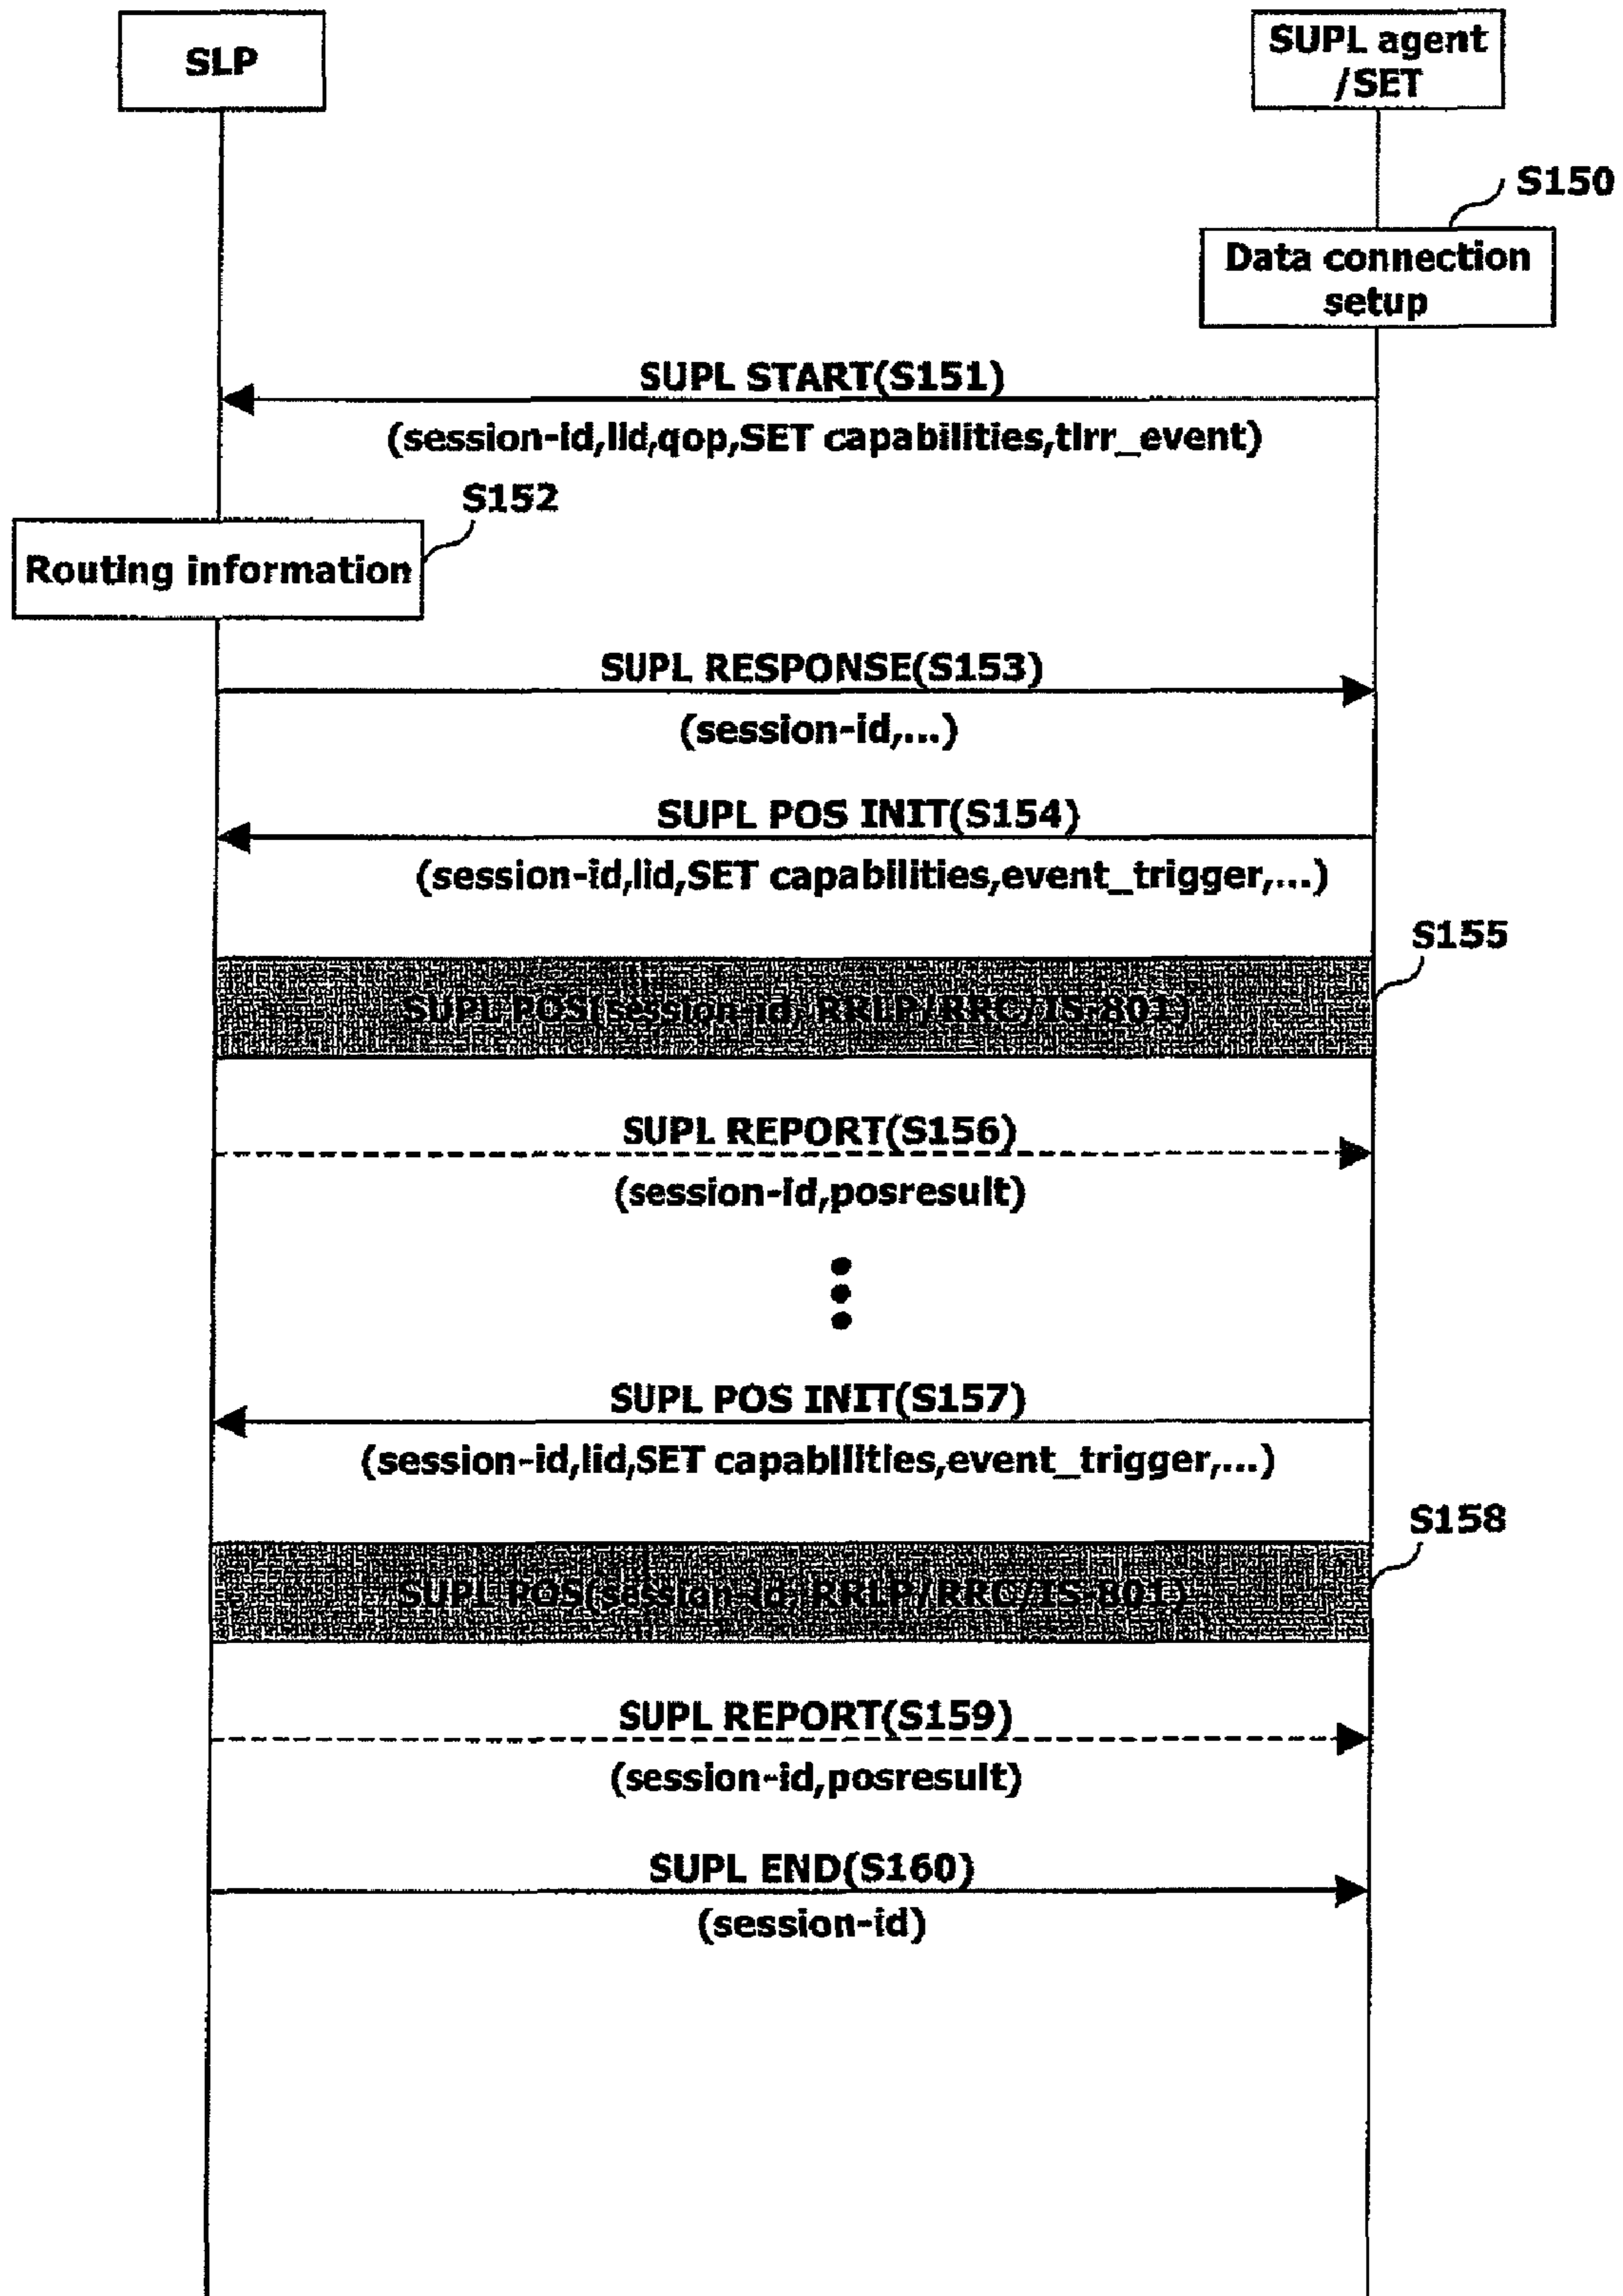 SLP
SUPL agent
/SET
S150
Data connection
setup
SUPL START(S151)
(session-id,lid,qop,SET capabilities,tlrr_event)
S152
Routing information
SUPL RESPONSE(S153)
(session-id,...)
SUPL POS INIT(S154)
(session-id,lid,SET capabilities,event_trigger,...)
S155
SUPL POS(session-id, RRLP/RRC/IS-801)
SUPL REPORT(S156)
(session-id,posresult)
SUPL POS INIT(S157)
(session-id,lid,SET capabilities,event_trigger,...)
S158
SUPL POS(session-id, RRLP/RRC/IS-801)
SUPL REPORT(S159)
(session-id,posresult)
SUPL END(S160)
(session-id)